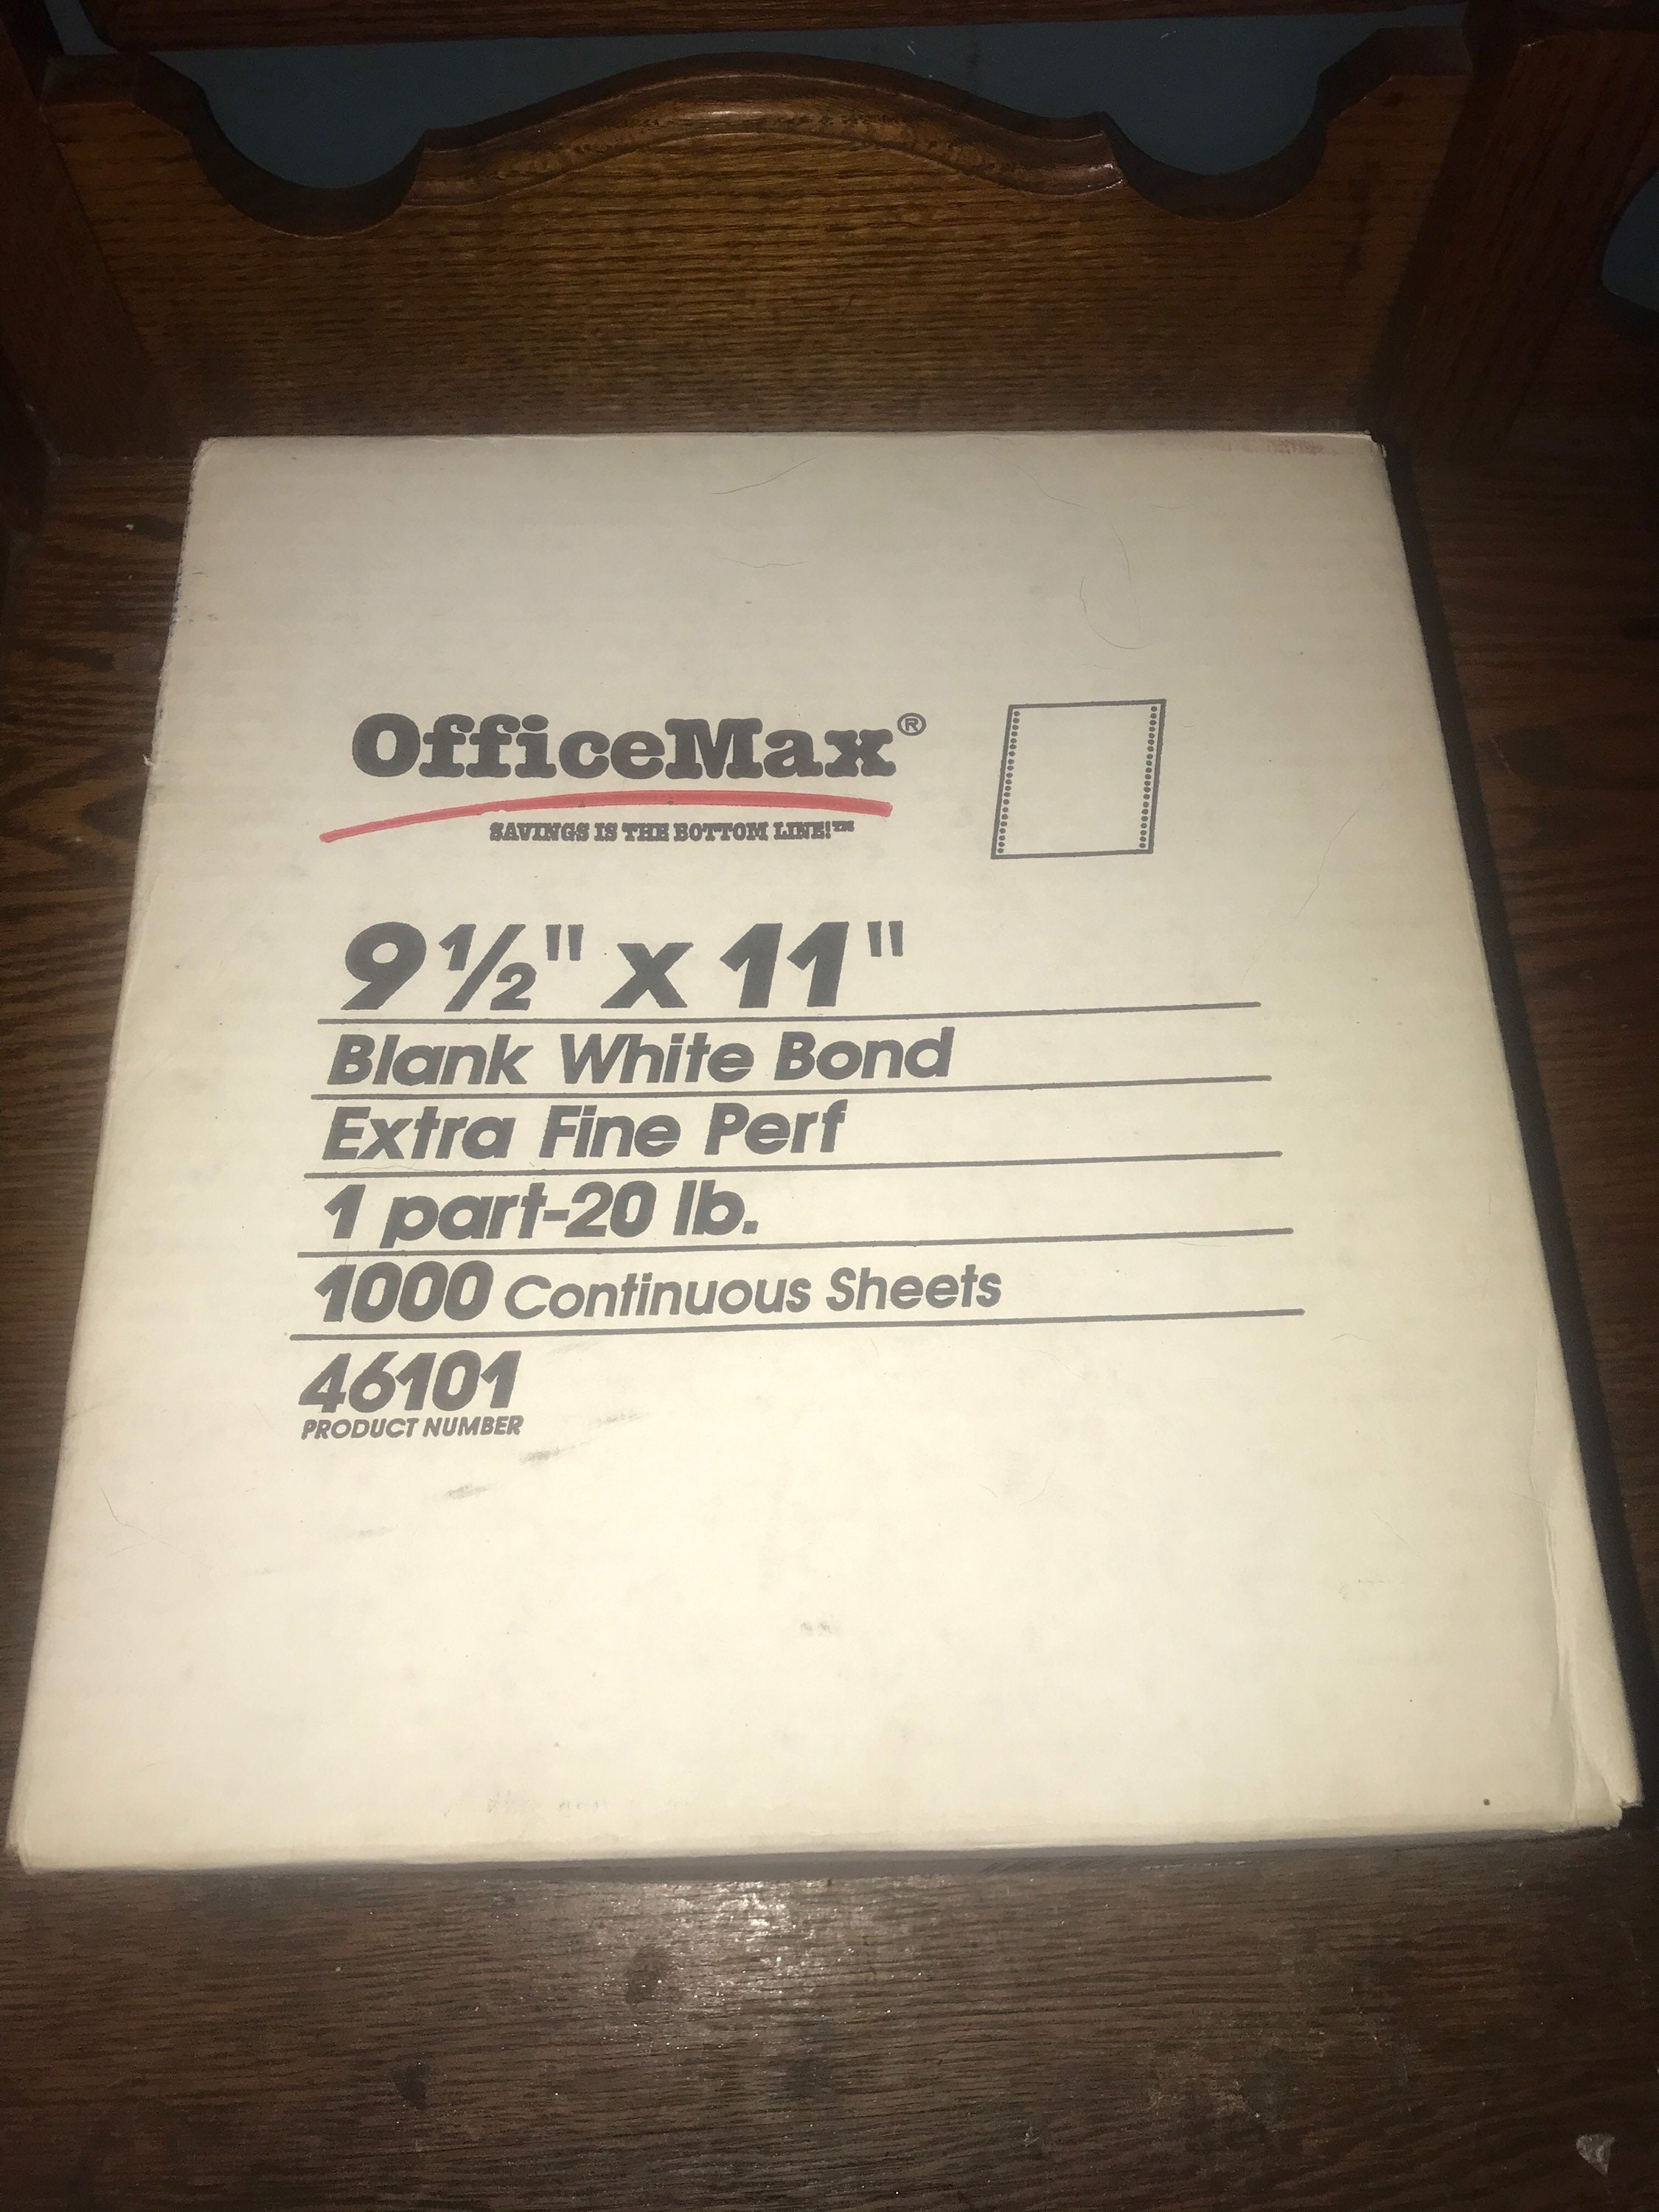 OfficeMax®
SAVINGS IS THE BOTTOM LINE!™
9½" x 11"
Blank White Bond
Extra Fine Perf
1 part-20 lb.
1000 Continuous Sheets
46101
PRODUCT NUMBER